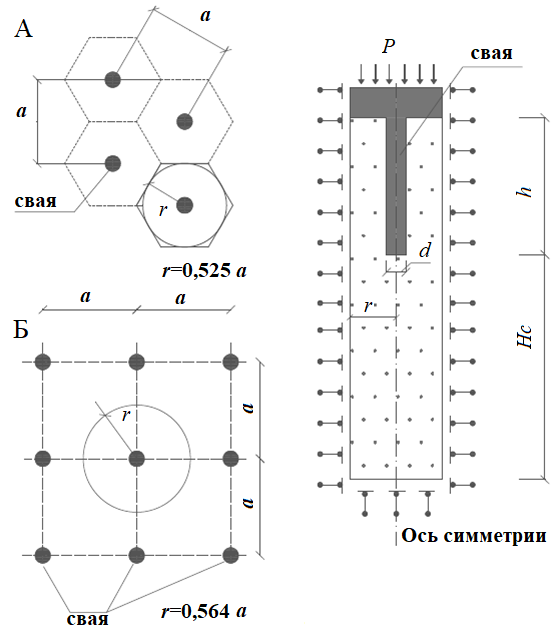 А
a
a
свая
r
r=0,525 a
Б
a
a
r
a
a
свая
r=0,564 a
P
свая
h
d
r
Hc
Ось симметрии